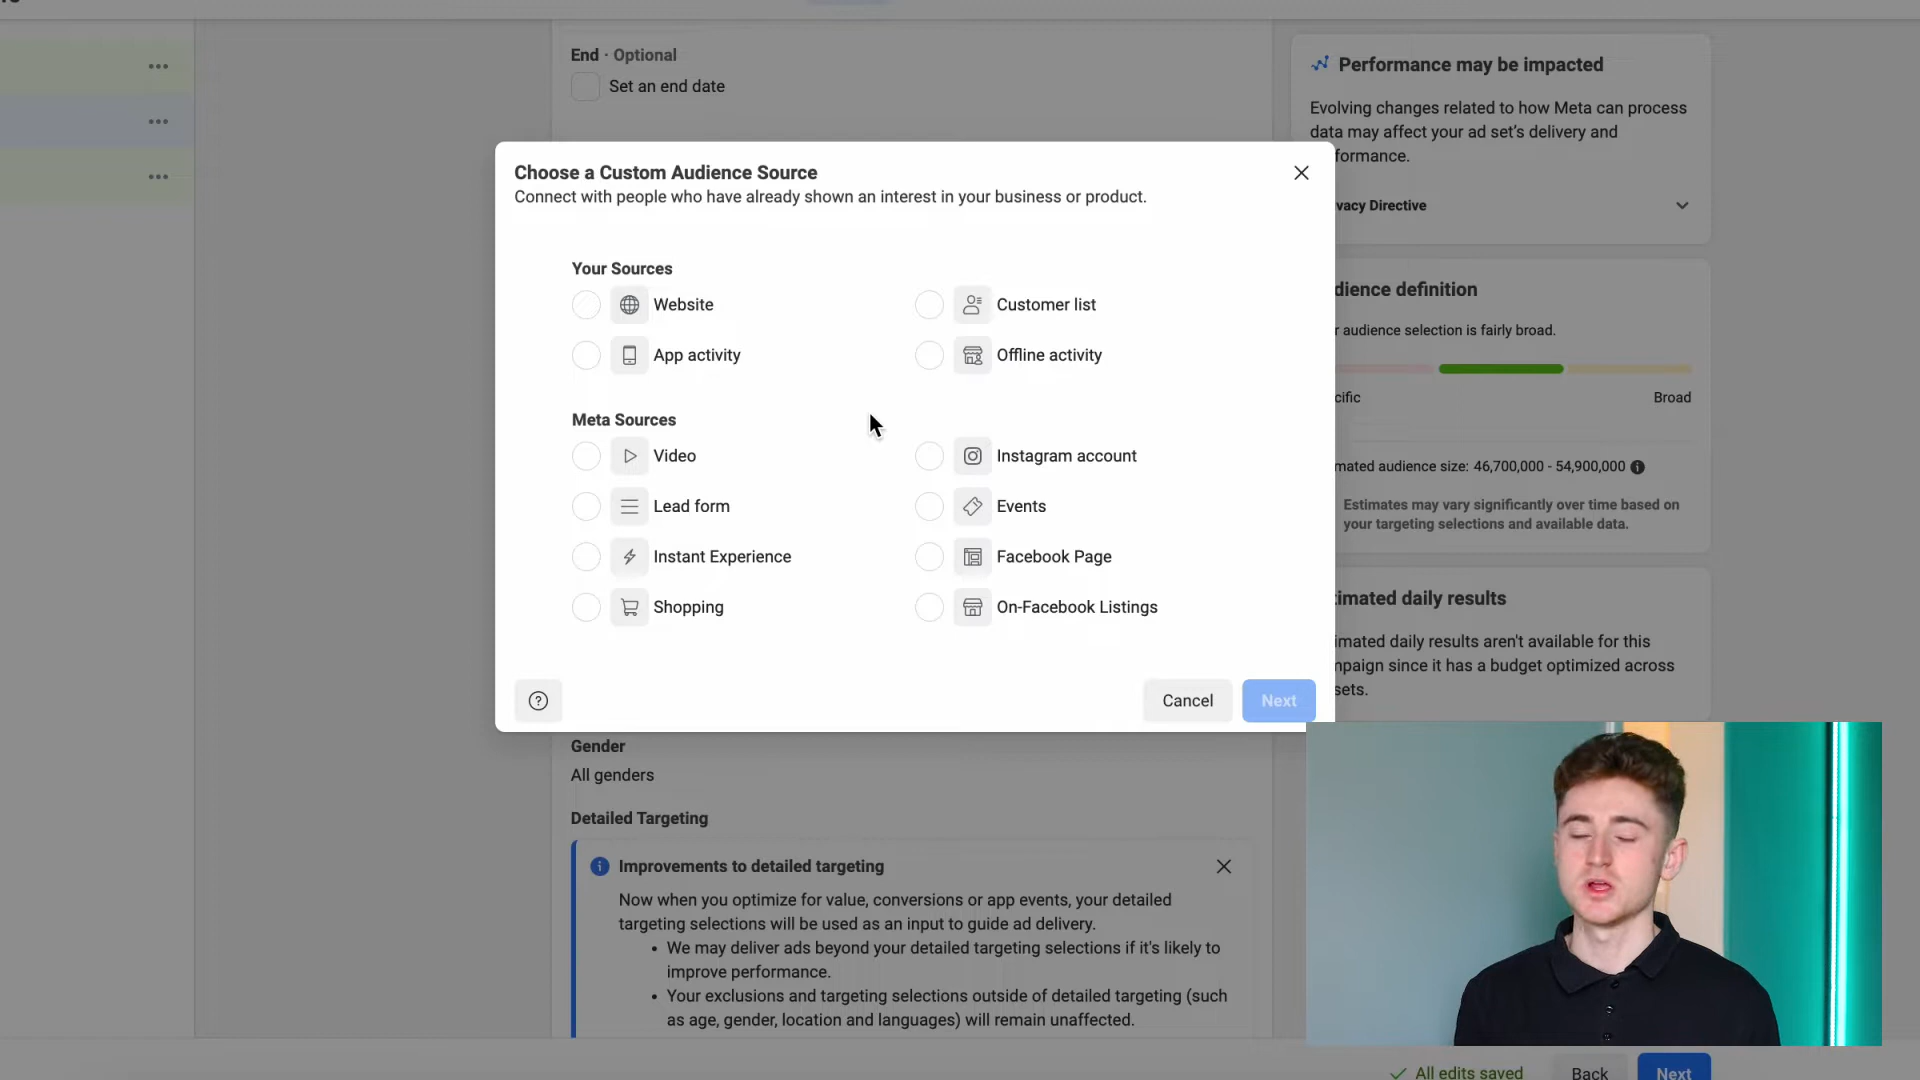 End · Optional
Set an end date
Performance may be impacted
Evolving changes related to how Meta can process
data may affect your ad set's delivery and
formance.
vacy Directive
Choose a Custom Audience Source
Connect with people who have already shown an interest in your business or product.
Your Sources
Website
Customer list
App activity
Offline activity
Meta Sources
Video
Instagram account
Lead form
Events
Instant Experience
Facebook Page
Shopping
On-Facebook Listings
Cancel
Next
dience definition
r audience selection is fairly broad.
cific
Broad
mated audience size: 46,700,000 - 54,900,000
Estimates may vary significantly over time based on
your targeting selections and available data.
imated daily results
imated daily results aren't available for this
npaign since it has a budget optimized across
sets.
Gender
All genders
Detailed Targeting
Improvements to detailed targeting
Now when you optimize for value, conversions or app events, your detailed
targeting selections will be used as an input to guide ad delivery.
• We may deliver ads beyond your detailed targeting selections if it's likely to
improve performance.
• Your exclusions and targeting selections outside of detailed targeting (such
as age, gender, location and languages) will remain unaffected.
All edits saved
Back
Next